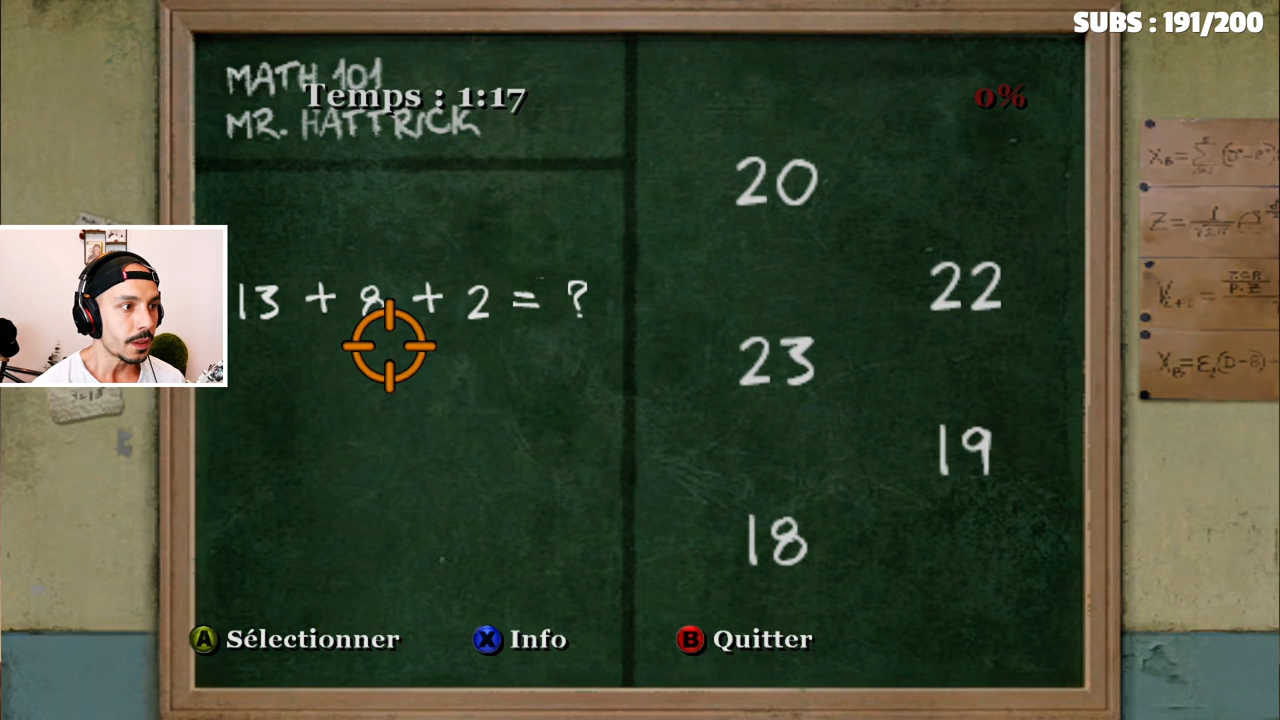 SUBS : 191/200
MATH 101
Temps : 1:17
0%
MR. HATTRICK
20
22
13 + 8 + 2 = ?
23
19
18
A Sélectionner
X Info
B Quitter